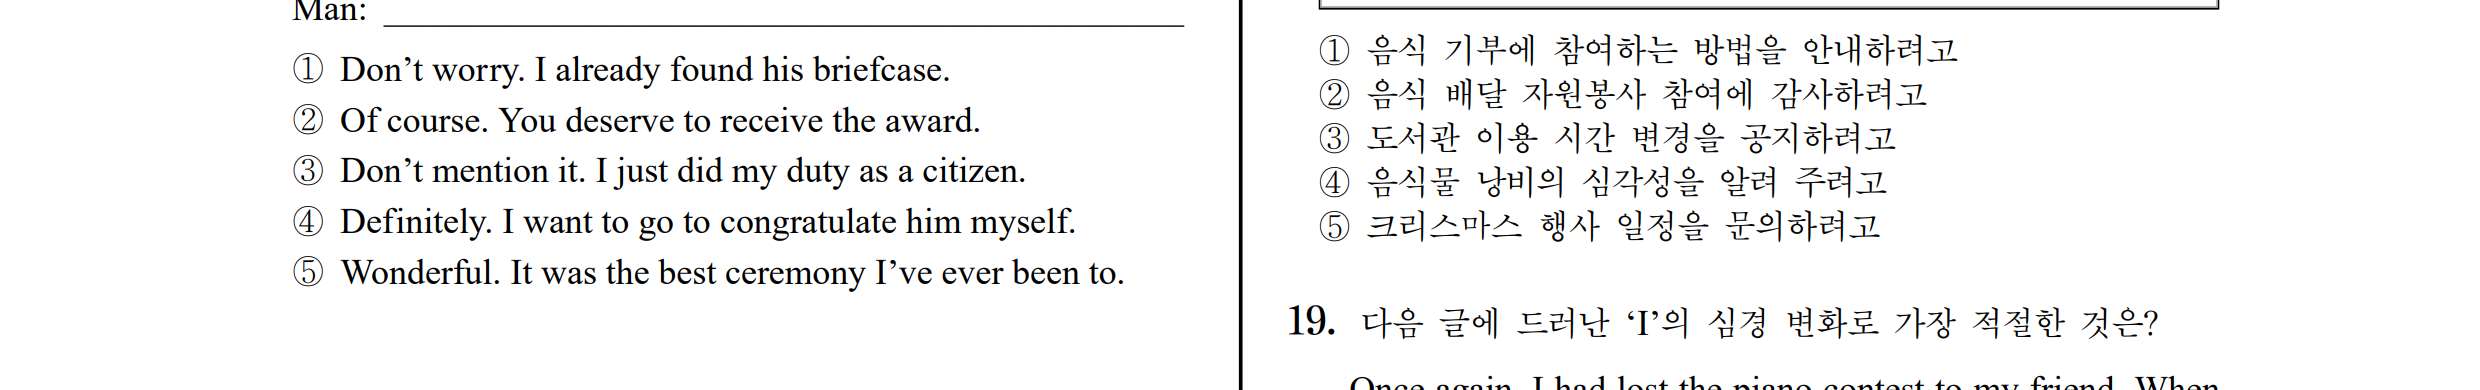 Man:
① Don’t worry. I already found his briefcase.
② Of course. You deserve to receive the award.
③ Don’t mention it. I just did my duty as a citizen.
④ Definitely. I want to go to congratulate him myself.
⑤ Wonderful. It was the best ceremony I’ve ever been to.
① 음식 기부에 참여하는 방법을 안내하려고
② 음식 배달 자원봉사 참여에 감사하려고
③ 도서관 이용 시간 변경을 공지하려고
④ 음식물 낭비의 심각성을 알려 주려고
⑤ 크리스마스 행사 일정을 문의하려고
19. 다음 글에 드러난 ‘I’의 심경 변화로 가장 적절한 것은?
Once again, I had lost the piano contest to my friend. When